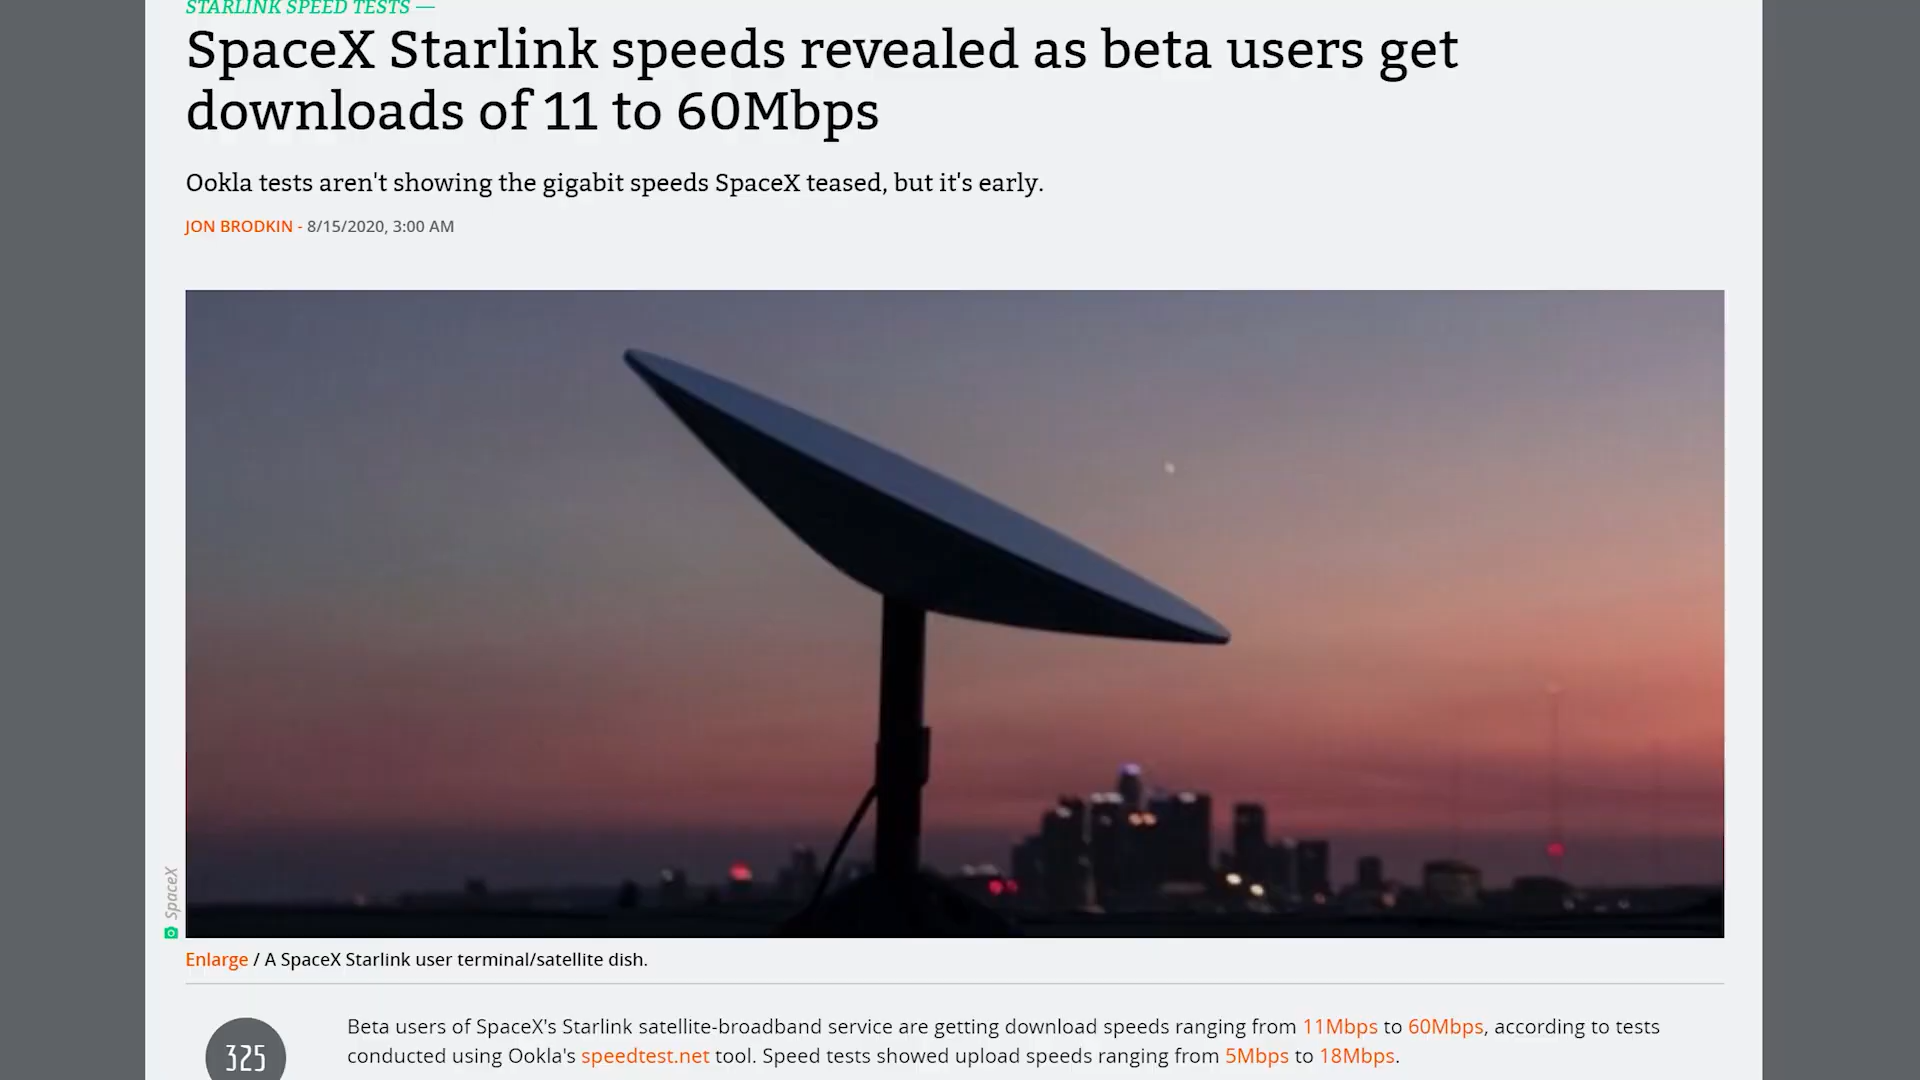 STARLINK SPEED TESTS —
SpaceX Starlink speeds revealed as beta users get
downloads of 11 to 60Mbps
Ookla tests aren't showing the gigabit speeds SpaceX teased, but it's early.
JON BRODKIN - 8/15/2020, 3:00 AM
SpaceX
Enlarge / A SpaceX Starlink user terminal/satellite dish.
325
Beta users of SpaceX's Starlink satellite-broadband service are getting download speeds ranging from 11Mbps to 60Mbps, according to tests
conducted using Ookla's speedtest.net tool. Speed tests showed upload speeds ranging from 5Mbps to 18Mbps.